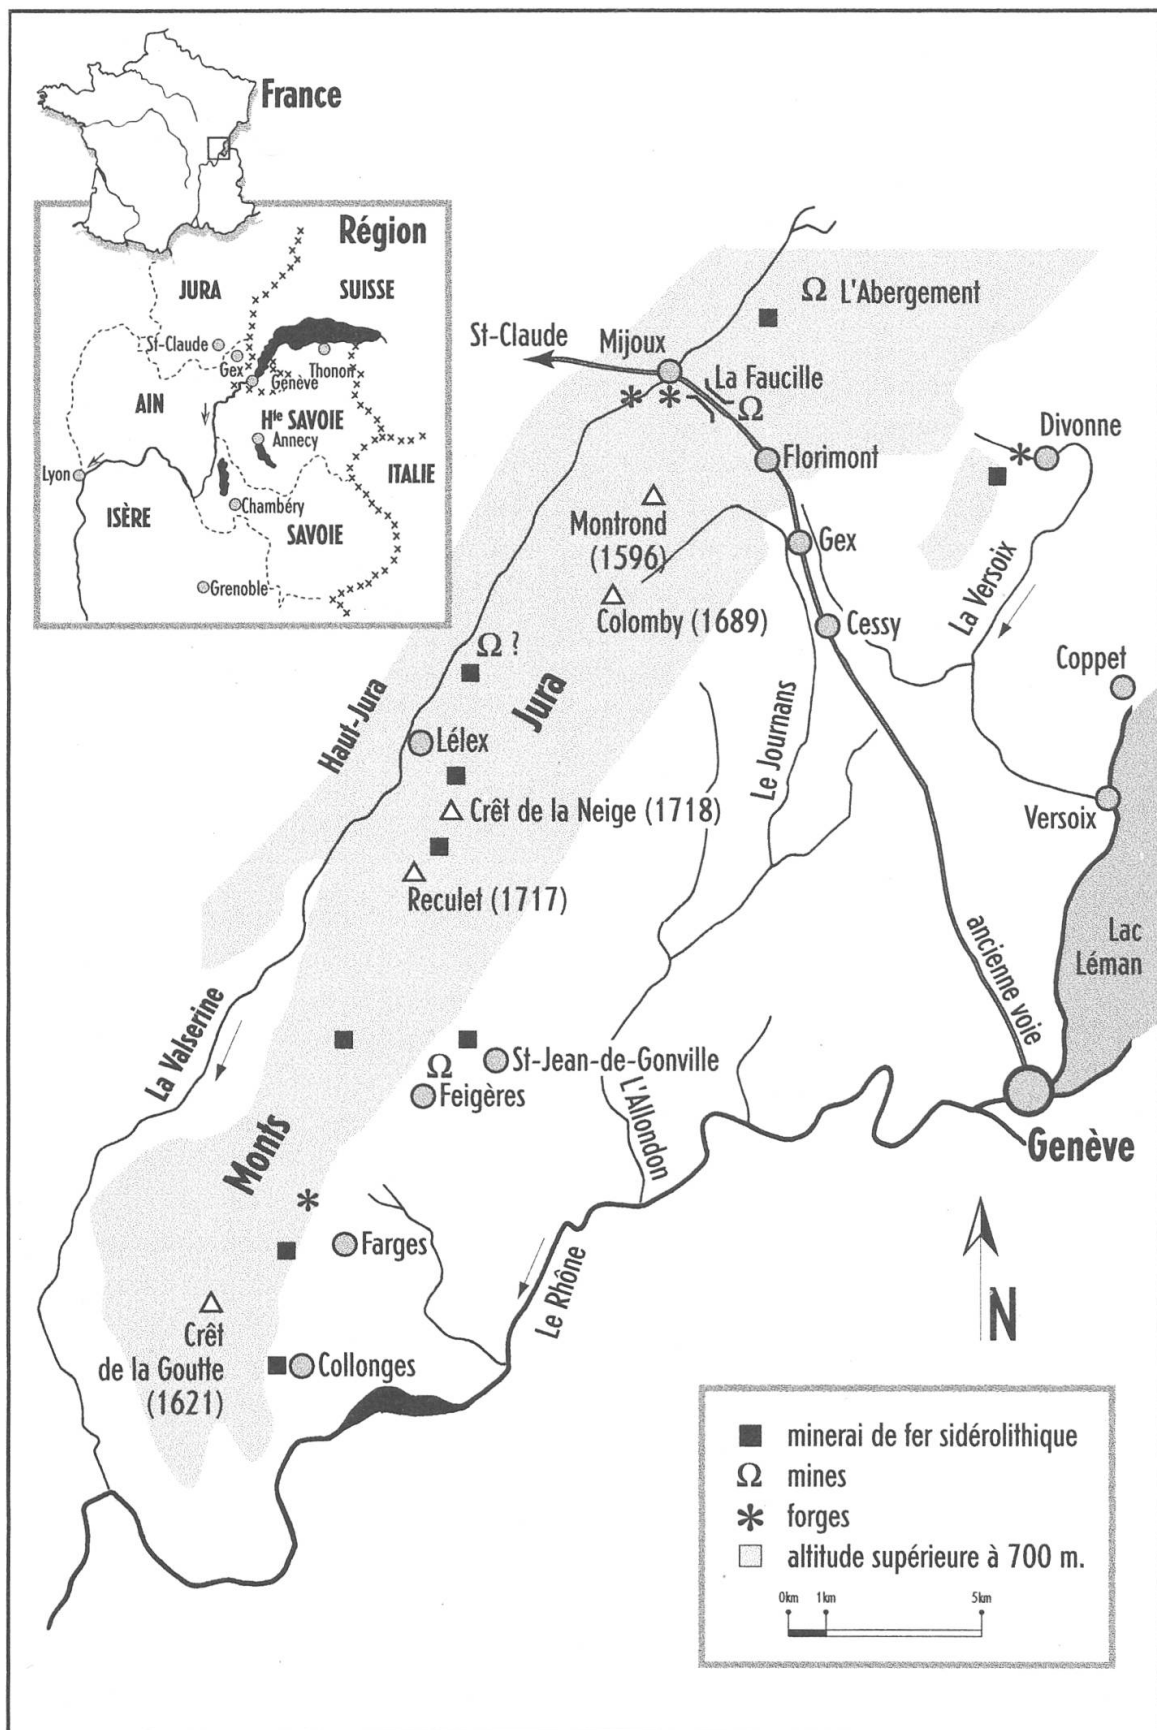 France
Région
JURA
SUISSE
St-Claude
Gex
Genève
Thonon
AIN
Hte SAVOIE
Annecy
Lyon
ITALIE
ISÈRE
Chambéry
SAVOIE
Grenoble
Ω L'Abergement
St-Claude
Mijoux
La Faucille
* *
Ω
Divonne
*
Florimont
Montrond
(1596)
Gex
Colomby (1689)
Cessy
La Versoix
Coppet
Ω ?
Haut-Jura
Jura
Lélex
Le Journans
Crêt de la Neige (1718)
Versoix
Reculet (1717)
Lac
Léman
ancienne voie
La Valserine
St-Jean-de-Gonville
Ω
Feigères
L'Allondon
Genève
Monts
*
Farges
Le Rhône
N
Crêt
de la Goutte
(1621)
Collonges
minerai de fer sidérolithique
Ω mines
* forges
altitude supérieure à 700 m.
0km 1km 5km